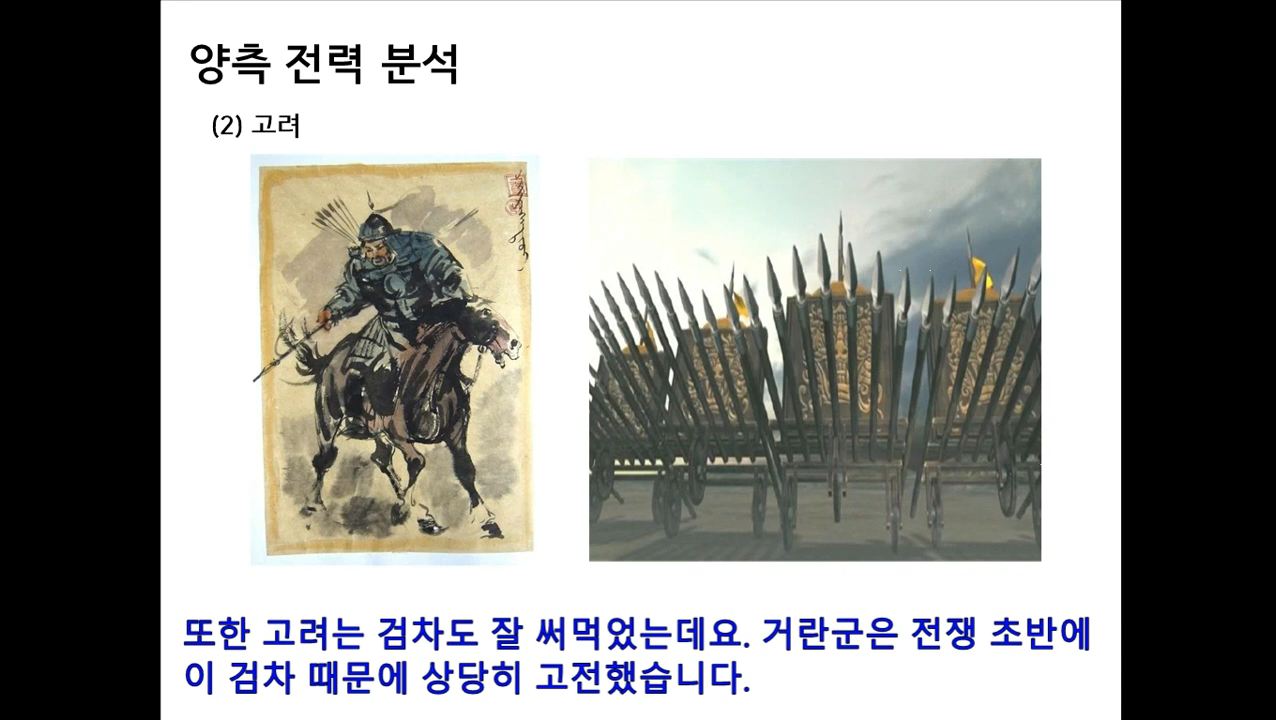 양측 전력 분석
(2) 고려
또한 고려는 검차도 잘 써먹었는데요. 거란군은 전쟁 초반에
이 검차 때문에 상당히 고전했습니다.